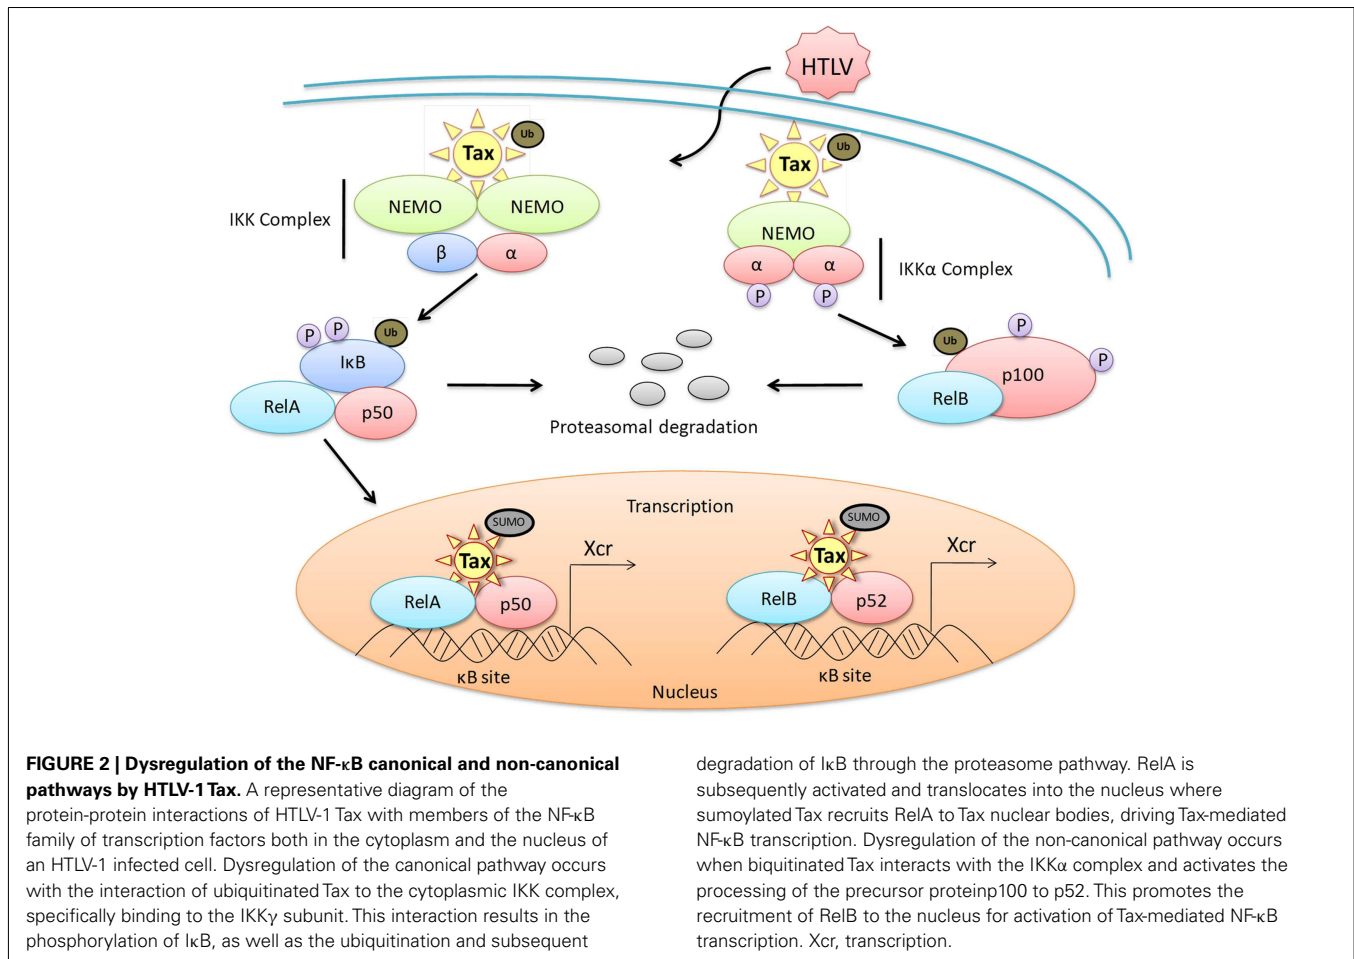 HTLV
Tax
Ub
NEMO
NEMO
IKK Complex
β
α
Tax
Ub
NEMO
α
α
P
P
IKKα Complex
P
P
Ub
IκB
RelA
p50
Proteasomal degradation
Ub
P
P
p100
RelB
Transcription
SUMO
Tax
Xcr
RelA
p50
κB site
SUMO
Tax
Xcr
RelB
p52
κB site
Nucleus
FIGURE 2 | Dysregulation of the NF-κB canonical and non-canonical
pathways by HTLV-1 Tax. A representative diagram of the
protein-protein interactions of HTLV-1 Tax with members of the NF-κB
family of transcription factors both in the cytoplasm and the nucleus of
an HTLV-1 infected cell. Dysregulation of the canonical pathway occurs
with the interaction of ubiquitinated Tax to the cytoplasmic IKK complex,
specifically binding to the IKKγ subunit. This interaction results in the
phosphorylation of IκB, as well as the ubiquitination and subsequent
degradation of IκB through the proteasome pathway. RelA is
subsequently activated and translocates into the nucleus where
sumoylated Tax recruits RelA to Tax nuclear bodies, driving Tax-mediated
NF-κB transcription. Dysregulation of the non-canonical pathway occurs
when biquitinated Tax interacts with the IKKα complex and activates the
processing of the precursor proteinp100 to p52. This promotes the
recruitment of RelB to the nucleus for activation of Tax-mediated NF-κB
transcription. Xcr, transcription.